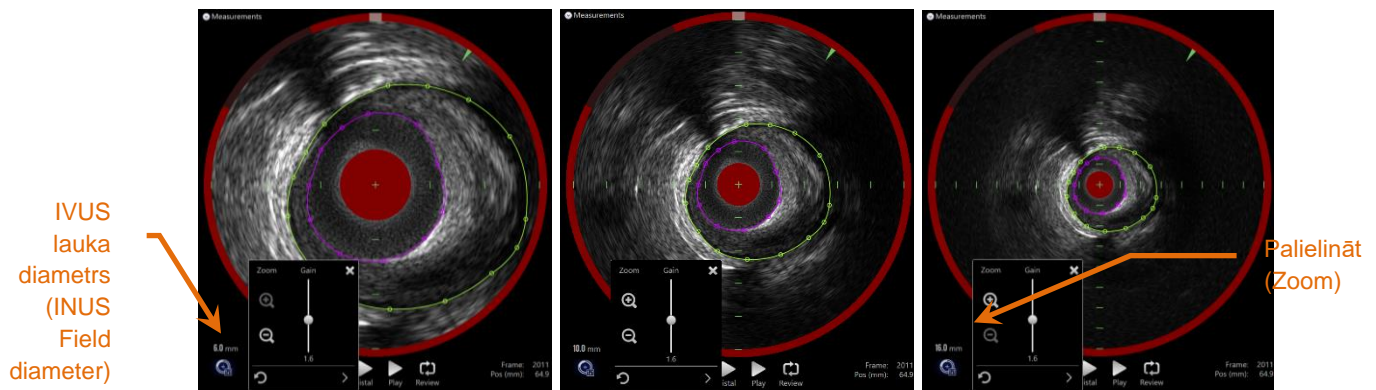 IVUS
lauka
diametrs
(INUS
Field
diameter)
Measurements
Zoom Gain
6.0 mm
1.6
Play Review
Frame: 2011
Pos (mm): 64.9
Measurements
Zoom Gain
10.0 mm
1.6
istal Play Review
Frame: 2011
Pos (mm): 64.9
Measurements
Zoom Gain
16.0 mm
1.6
istal Play Review
Frame: 2011
Pos (mm): 64.9
Palielināt
(Zoom)